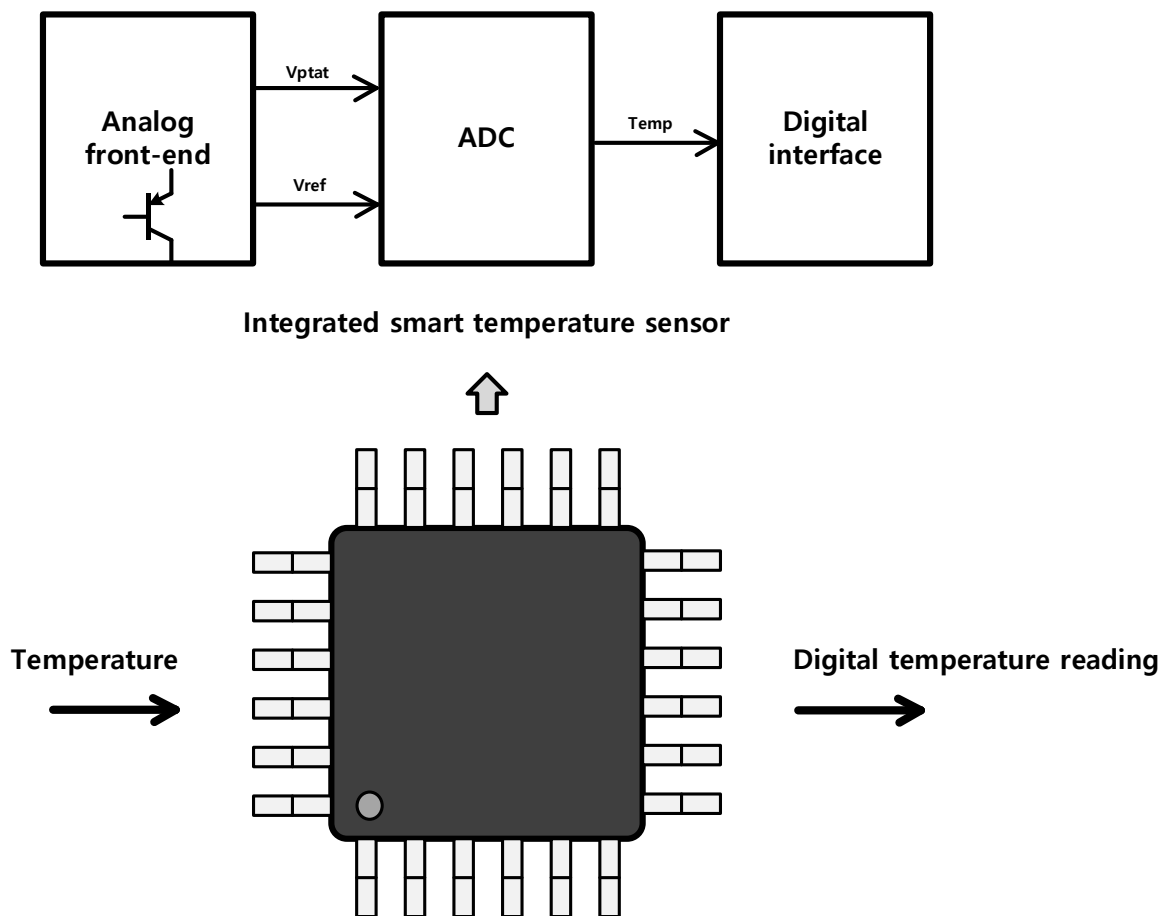 Analog
front-end
Vptat
Vref
ADC
Temp
Digital
interface
Integrated smart temperature sensor
Temperature
Digital temperature reading